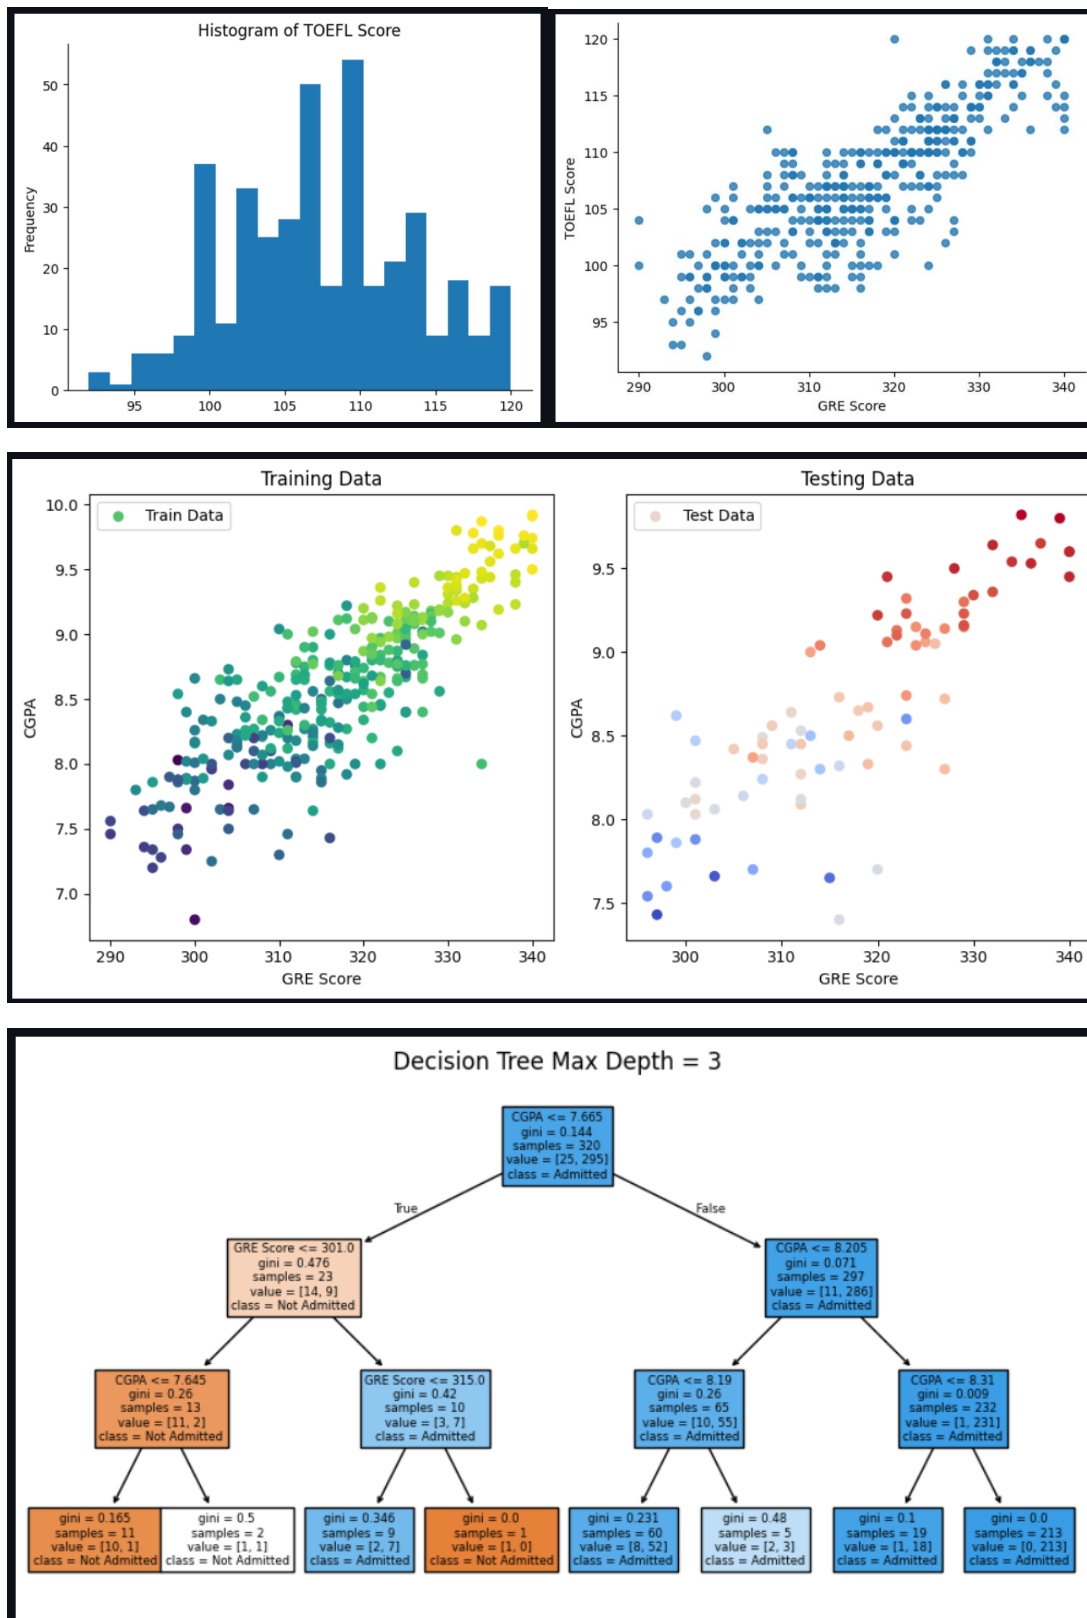 Histogram of TOEFL Score
Frequency
50
40
30
20
10
0
95 100 105 110 115 120
TOEFL Score
120
115
110
105
100
95
290 300 310 320 330 340
GRE Score
Training Data
Train Data
CGPA
10.0
9.5
9.0
8.5
8.0
7.5
7.0
290 300 310 320 330 340
GRE Score
Testing Data
Test Data
CGPA
9.5
9.0
8.5
8.0
7.5
300 310 320 330 340
GRE Score
Decision Tree Max Depth = 3
CGPA <= 7.665
gini = 0.144
samples = 320
value = [25, 295]
class = Admitted
True
False
GRE Score <= 301.0
gini = 0.476
samples = 23
value = [14, 9]
class = Not Admitted
CGPA <= 8.205
gini = 0.071
samples = 297
value = [11, 286]
class = Admitted
CGPA <= 7.645
gini = 0.26
samples = 13
value = [11, 2]
class = Not Admitted
GRE Score <= 315.0
gini = 0.42
samples = 10
value = [3, 7]
class = Admitted
CGPA <= 8.19
gini = 0.26
samples = 65
value = [10, 55]
class = Admitted
CGPA <= 8.31
gini = 0.009
samples = 232
value = [1, 231]
class = Admitted
gini = 0.165
samples = 11
value = [10, 1]
class = Not Admitted
gini = 0.5
samples = 2
value = [1, 1]
class = Not Admitted
gini = 0.346
samples = 9
value = [2, 7]
class = Admitted
gini = 0.0
samples = 1
value = [1, 0]
class = Not Admitted
gini = 0.231
samples = 60
value = [8, 52]
class = Admitted
gini = 0.48
samples = 5
value = [2, 3]
class = Admitted
gini = 0.1
samples = 19
value = [1, 18]
class = Admitted
gini = 0.0
samples = 213
value = [0, 213]
class = Admitted